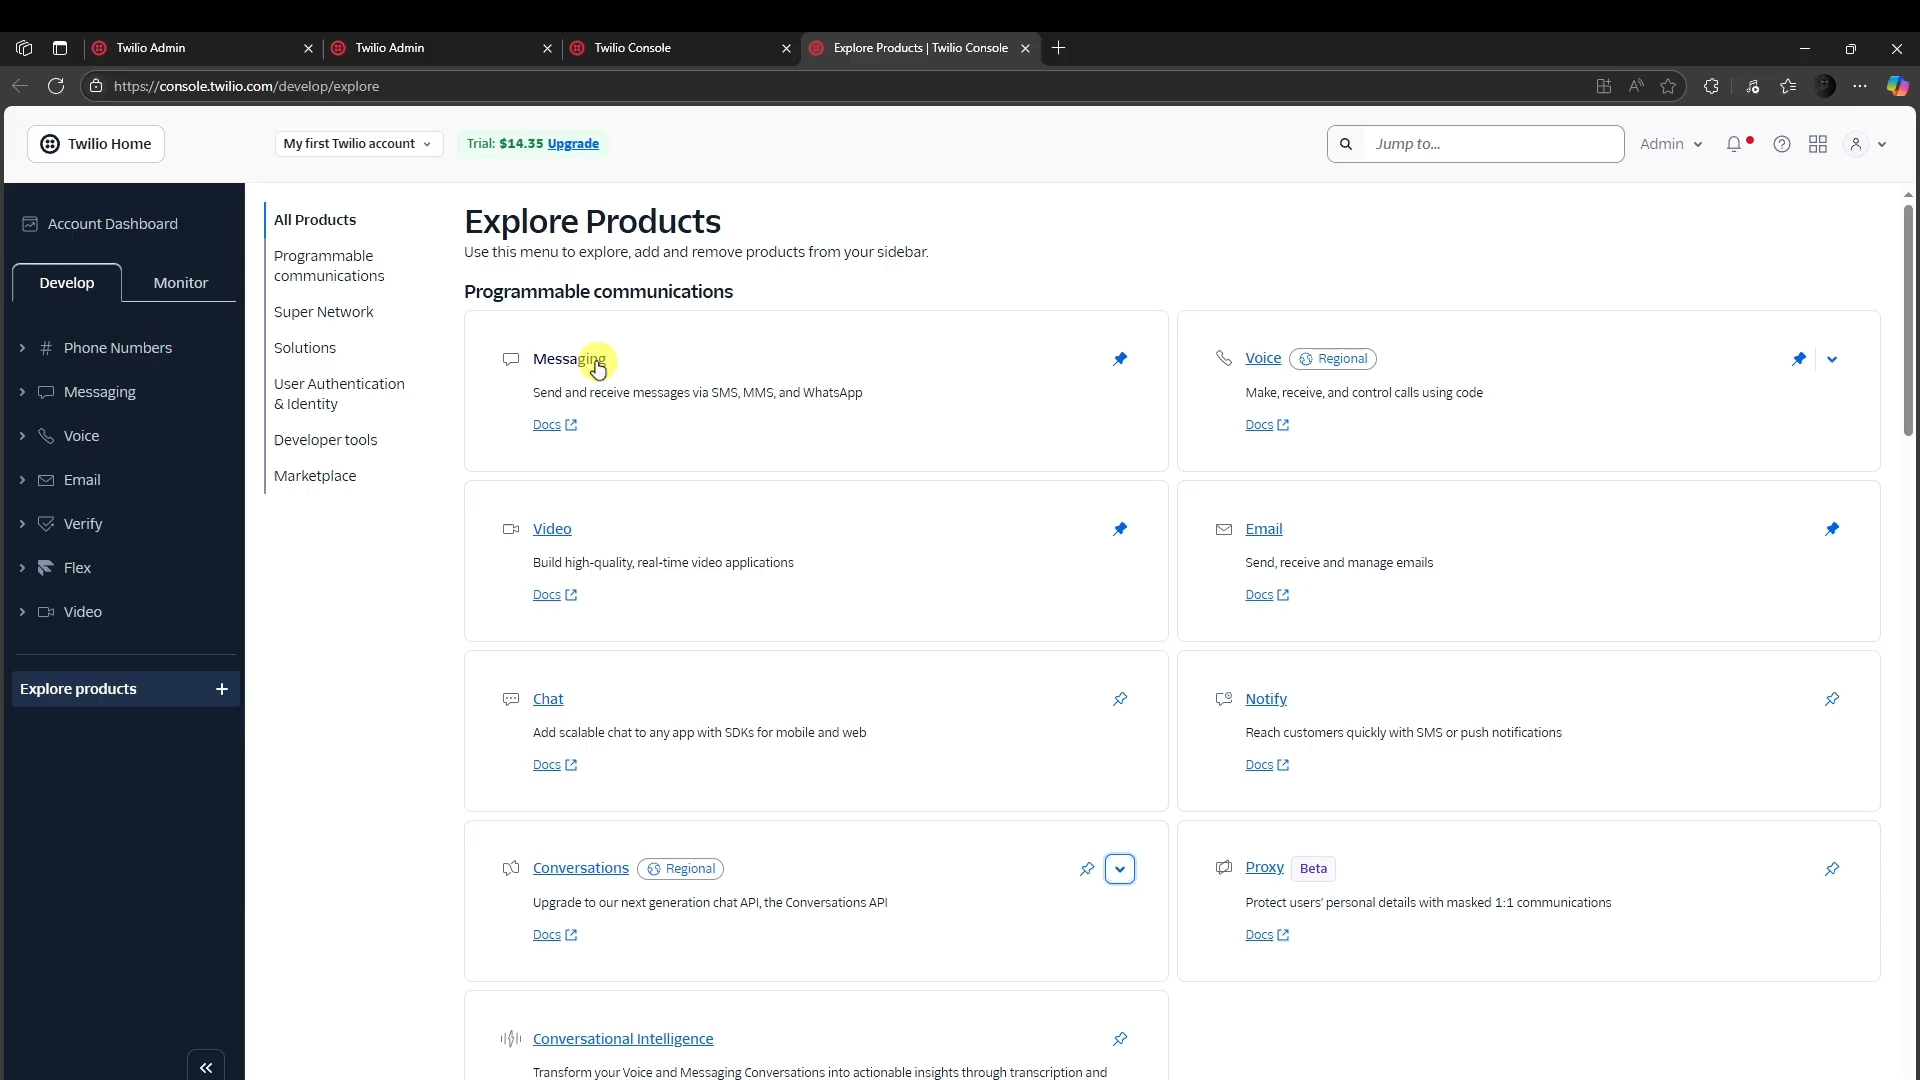 Twilio Admin
Twilio Admin
Twilio Console
Explore Products | Twilio Console
https://console.twilio.com/develop/explore
Twilio Home
My first Twilio account
Trial: $14.35 Upgrade
Jump to...
Admin
Account Dashboard
Develop
Monitor
Phone Numbers
Messaging
Voice
Email
Verify
Flex
Video
Explore products
All Products
Programmable
communications
Super Network
Solutions
User Authentication
& Identity
Developer tools
Marketplace
Explore Products
Use this menu to explore, add and remove products from your sidebar.
Programmable communications
Messaging
Send and receive messages via SMS, MMS, and WhatsApp
Docs
Voice Regional
Make, receive, and control calls using code
Docs
Video
Build high-quality, real-time video applications
Docs
Email
Send, receive and manage emails
Docs
Chat
Add scalable chat to any app with SDKs for mobile and web
Docs
Notify
Reach customers quickly with SMS or push notifications
Docs
Conversations Regional
Upgrade to our next generation chat API, the Conversations API
Docs
Proxy Beta
Protect users' personal details with masked 1:1 communications
Docs
Conversational Intelligence
Transform your Voice and Messaging Conversations into actionable insights through transcription and